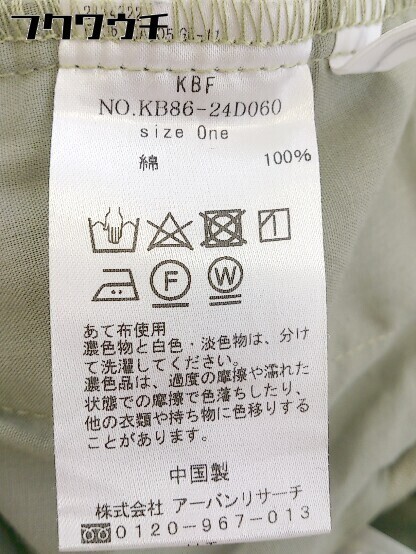 フクウウチ
KBF
NO.KB86-24D060
size One
綿 100%
F W
あて布使用
濃色物と白色・淡色物は、分け
て洗濯してください。
濃色品は、過度の摩擦や濡れた
状態での摩擦で色落ちしたり、
他の衣類や持ち物に色移りする
ことがあります。
中国製
株式会社 アーバンリサーチ
0120-967-013